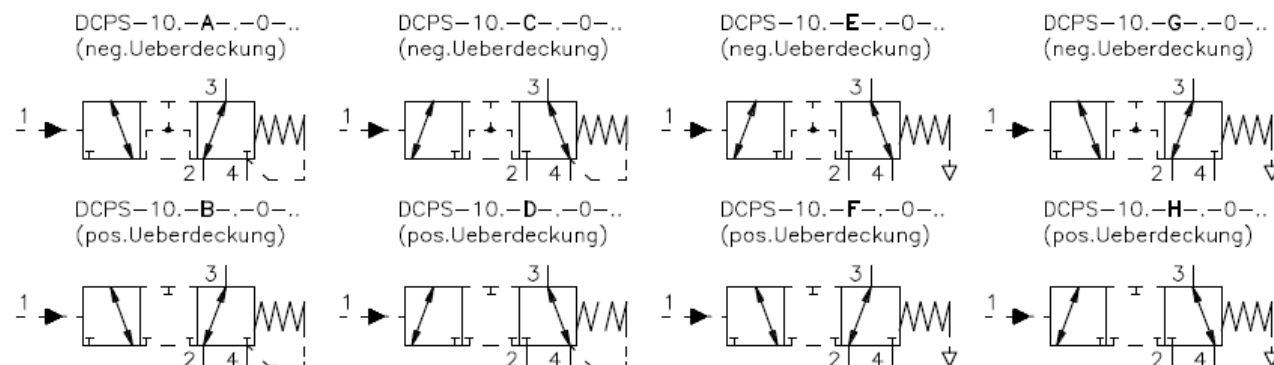 DCPS-10.-A-.-0-.. DCPS-10.-C-.-0-.. DCPS-10.-E-.-0-.. DCPS-10.-G-.-0-..
(neg.Ueberdeckung) (neg.Ueberdeckung) (neg.Ueberdeckung) (neg.Ueberdeckung)
3 3 3 3
1 1 1 1
2 4 2 4 2 4 2 4
DCPS-10.-B-.-0-.. DCPS-10.-D-.-0-.. DCPS-10.-F-.-0-.. DCPS-10.-H-.-0-..
(pos.Ueberdeckung) (pos.Ueberdeckung) (pos.Ueberdeckung) (pos.Ueberdeckung)
3 3 3 3
1 1 1 1
2 4 2 4 2 4 2 4